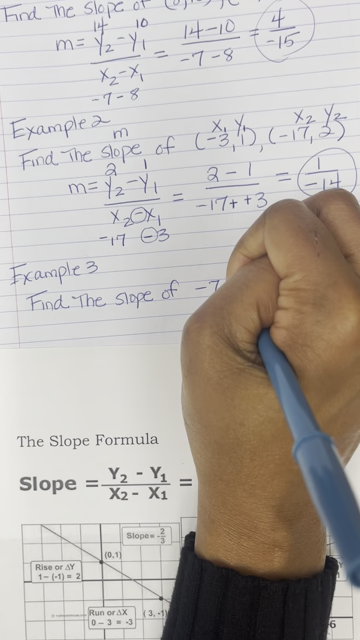 Find The slope of (0,
14 10
m = Y₂ - Y₁ = 14-10 = 4
X₂ - X₁ -7-8 -15
-7-8
Example 2
m X₁ Y₁ X₂ Y₂
Find The slope of (-3,1), (-17,2)
2 1
m = Y₂ - Y₁ = 2-1 = 1
X₂ - X₁ -17 + +3 -14
-17 -3
Example 3
Find The slope of -7
The Slope Formula
Slope = Y₂ - Y₁ =
X₂ - X₁
Slope= -2/3
(0,1)
Rise or ΔY
1 - (-1) = 2
Run or ΔX
0 - 3 = -3
(3,-1)
6